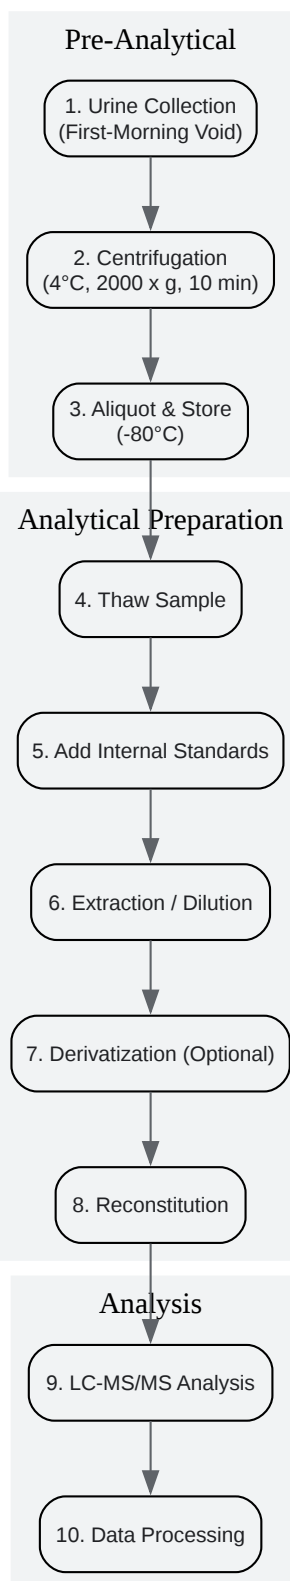 Pre-Analytical
1. Urine Collection
(First-Morning Void)
2. Centrifugation
(4°C, 2000 x g, 10 min)
3. Aliquot & Store
(-80°C)
Analytical Preparation
4. Thaw Sample
5. Add Internal Standards
6. Extraction / Dilution
7. Derivatization (Optional)
8. Reconstitution
Analysis
9. LC-MS/MS Analysis
10. Data Processing